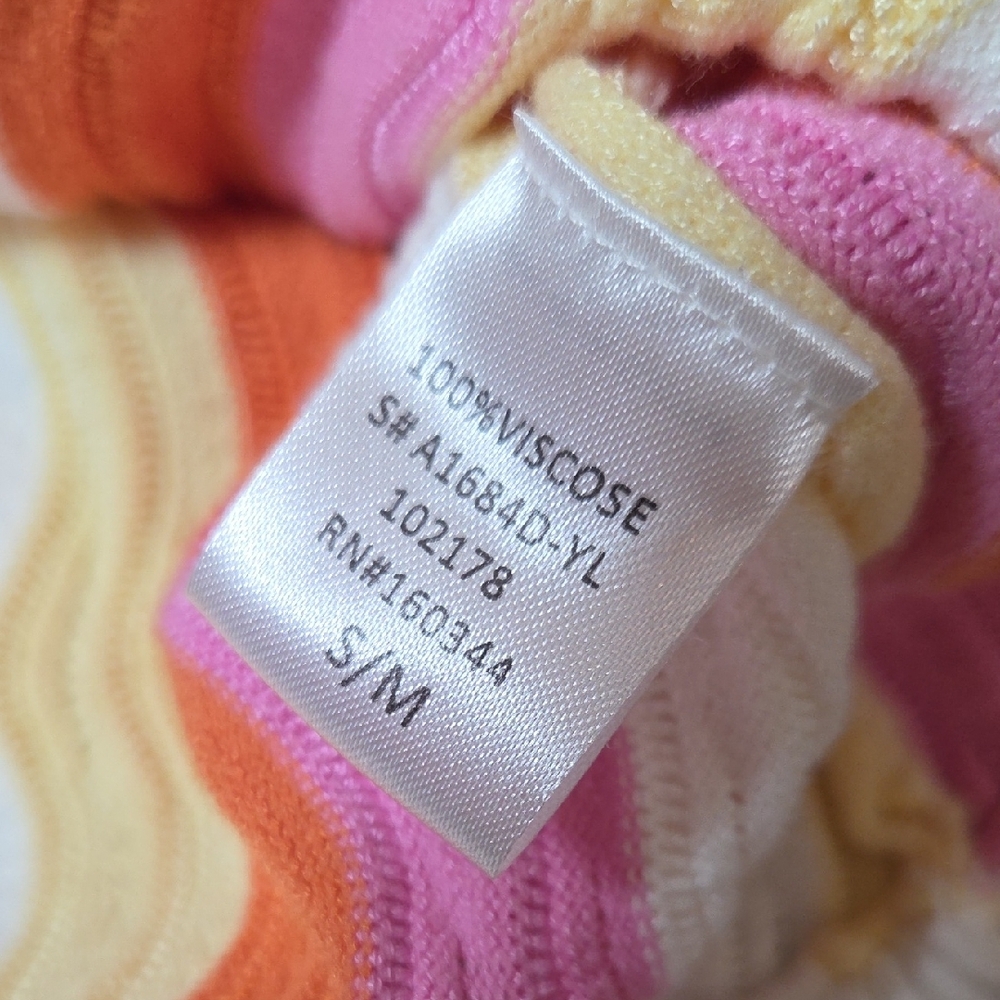 100%VISCOSE
S# A1684D-YL
102178
RN#160344
S/M